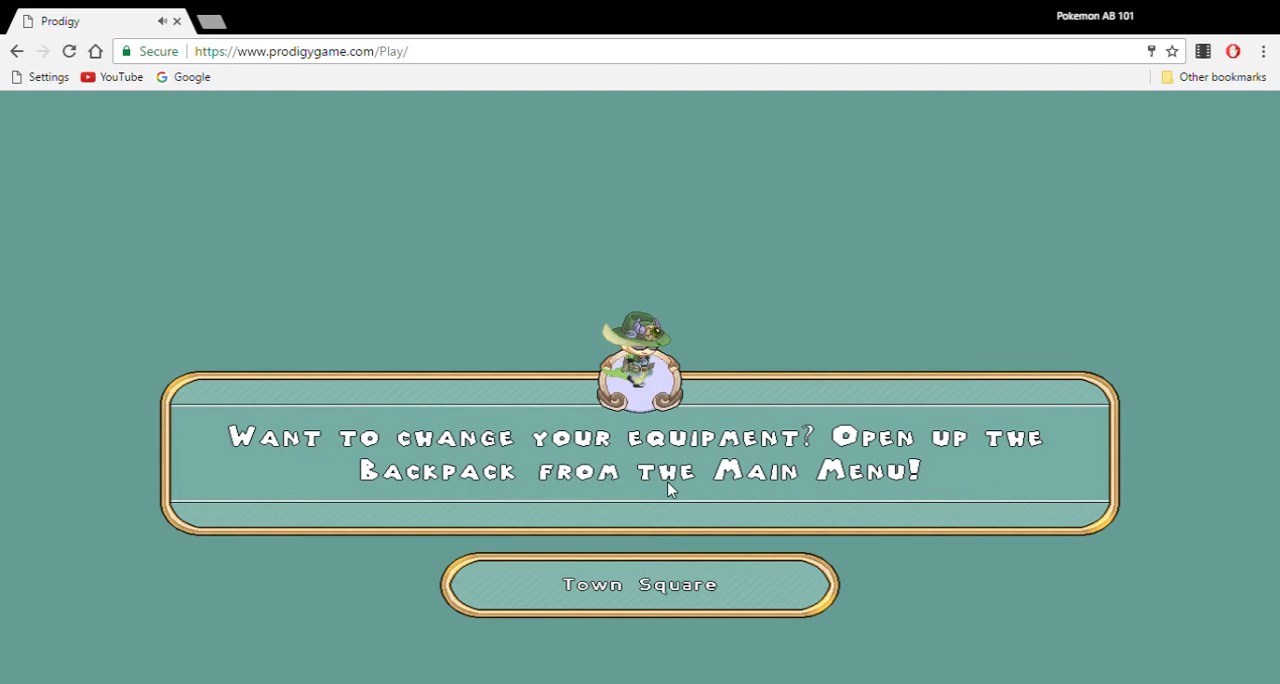 Prodigy
Pokemon AB 101
Secure
https://www.prodigygame.com/Play/
Settings YouTube Google Other bookmarks
Want to change your equipment? Open up the
Backpack from the Main Menu!
Town Square